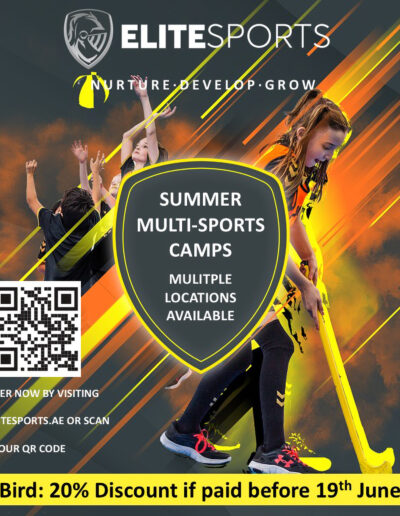 ELITESPORTS
NURTURE·DEVELOP·GROW
SUMMER
MULTI-SPORTS
CAMPS
MULITPLE
LOCATIONS
AVAILABLE
ER NOW BY VISITING
TESPORTS.AE OR SCAN
OUR QR CODE
Bird: 20% Discount if paid before 19th June